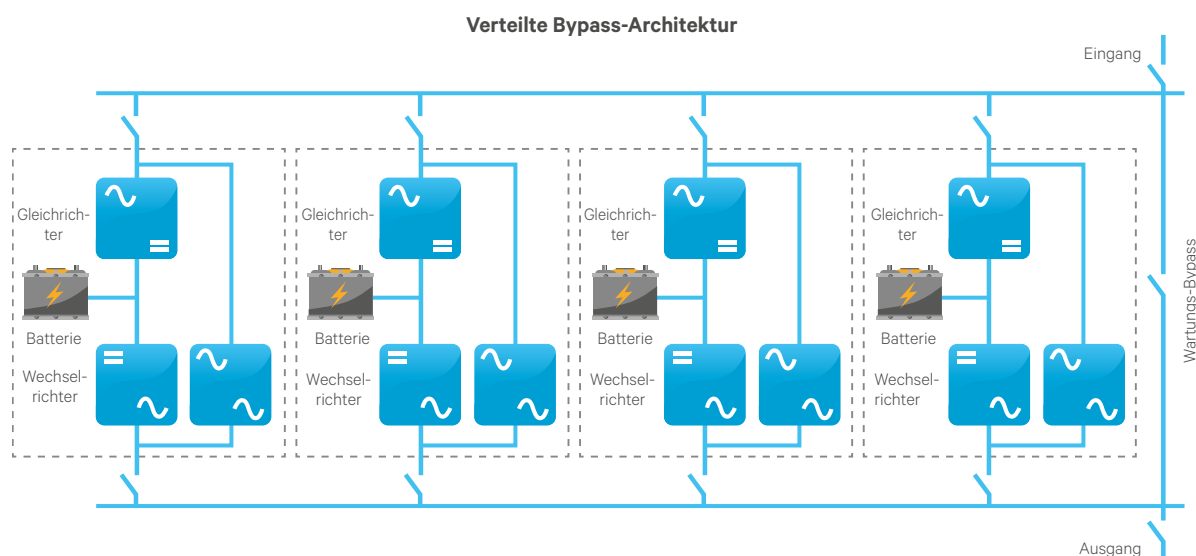 Verteilte Bypass-Architektur
Eingang
Gleichrich-
ter
Batterie
Wechsel-
richter
Gleichrich-
ter
Batterie
Wechsel-
richter
Gleichrich-
ter
Batterie
Wechsel-
richter
Gleichrich-
ter
Batterie
Wechsel-
richter
Wartungs-Bypass
Ausgang